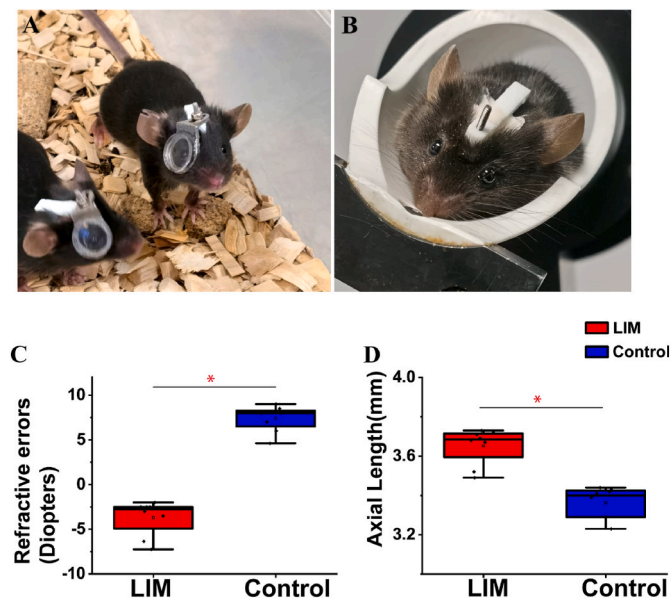 A
B
LIM
Control
C
D
*
*
Refractive errors
(Diopters)
10
5
0
-5
-10
LIM
Control
Axial Length(mm)
4.0
3.6
3.2
LIM
Control